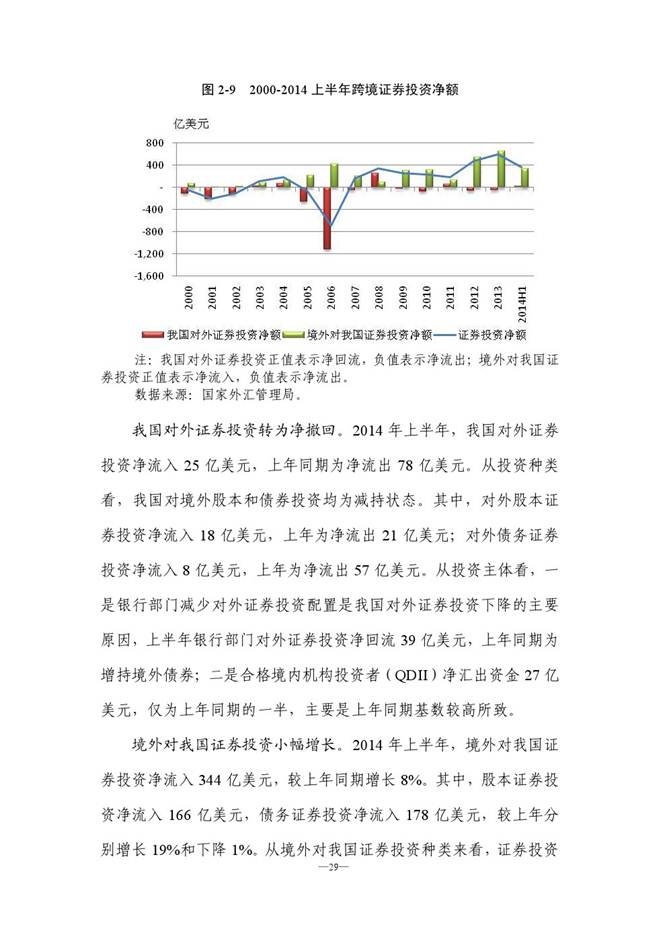 图 2-9 2000-2014 上半年跨境证券投资净额
亿美元
800
400
-
-400
-800
-1,200
-1,600
2000 2001 2002 2003 2004 2005 2006 2007 2008 2009 2010 2011 2012 2013 2014H1
我国对外证券投资净额 境外对我国证券投资净额 证券投资净额
注：我国对外证券投资正值表示净回流，负值表示净流出；境外对我国证
券投资正值表示净流入，负值表示净流出。
数据来源：国家外汇管理局。
我国对外证券投资转为净撤回。2014 年上半年，我国对外证券
投资净流入 25 亿美元，上年同期为净流出 78 亿美元。从投资种类
看，我国对境外股本和债券投资均为减持状态。其中，对外股本证
券投资净流入 18 亿美元，上年为净流出 21 亿美元；对外债务证券
投资净流入 8 亿美元，上年为净流出 57 亿美元。从投资主体看，一
是银行部门减少对外证券投资配置是我国对外证券投资下降的主要
原因，上半年银行部门对外证券投资净回流 39 亿美元，上年同期为
增持境外债券；二是合格境内机构投资者（QDII）净汇出资金 27 亿
美元，仅为上年同期的一半，主要是上年同期基数较高所致。
境外对我国证券投资小幅增长。2014 年上半年，境外对我国证
券投资净流入 344 亿美元，较上年同期增长 8%。其中，股本证券投
资净流入 166 亿美元，债务证券投资净流入 178 亿美元，较上年分
别增长 19%和下降 1%。从境外对我国证券投资种类来看，证券投资
—29—